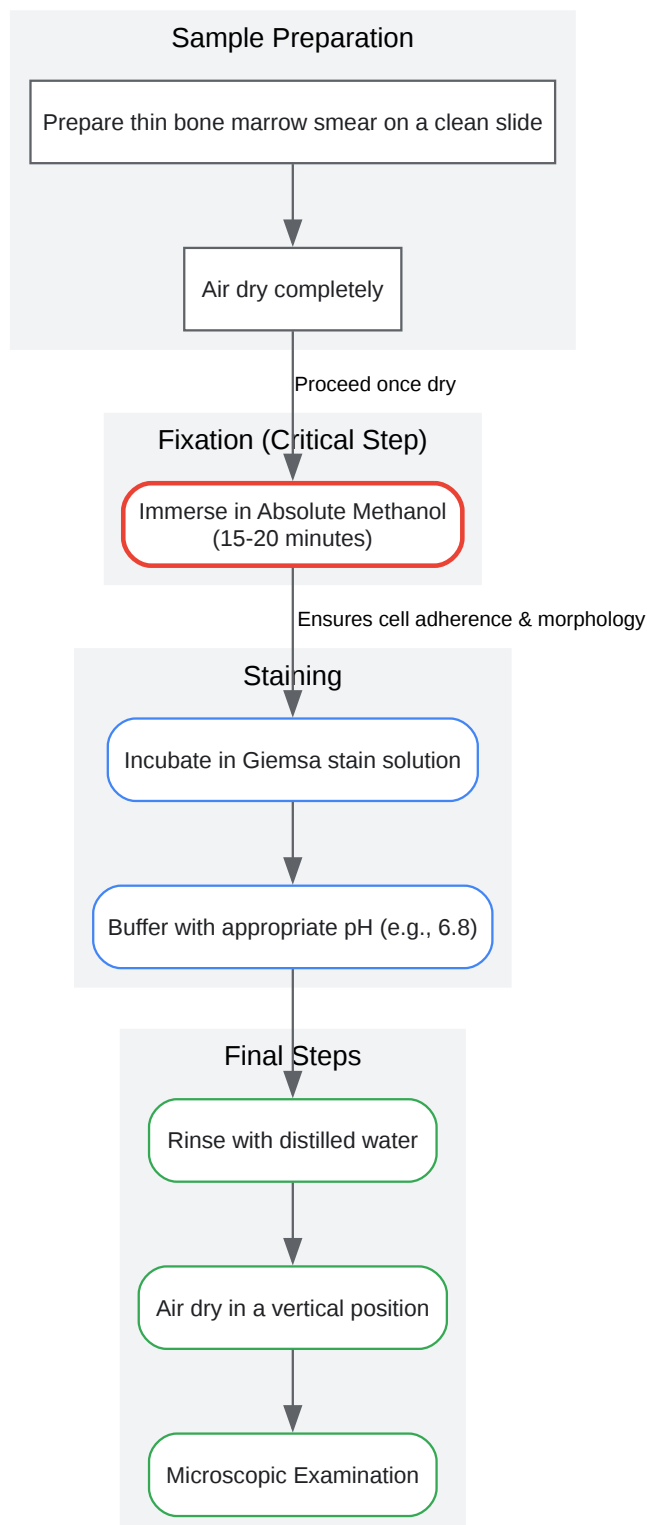 Sample Preparation
Prepare thin bone marrow smear on a clean slide
Air dry completely
Proceed once dry
Fixation (Critical Step)
Immerse in Absolute Methanol
(15-20 minutes)
Ensures cell adherence & morphology
Staining
Incubate in Giemsa stain solution
Buffer with appropriate pH (e.g., 6.8)
Final Steps
Rinse with distilled water
Air dry in a vertical position
Microscopic Examination